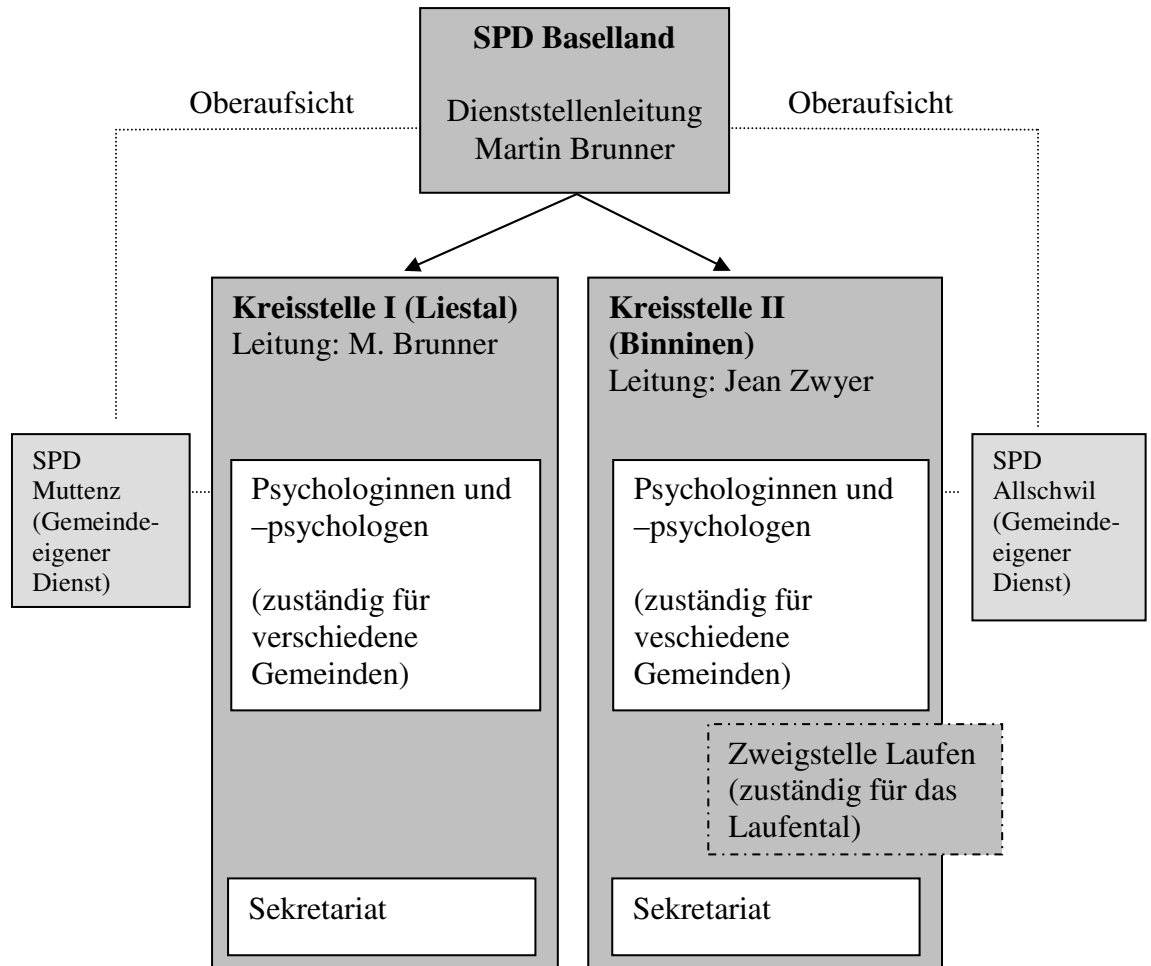 SPD Baselland
Oberaufsicht
Oberaufsicht
Dienststellenleitung
Martin Brunner
Kreisstelle I (Liestal)
Leitung: M. Brunner
Kreisstelle II
(Binninen)
Leitung: Jean Zwyer
SPD
Muttenz
(Gemeinde-
eigener
Dienst)
Psychologinnen und
–psychologen
(zuständig für
verschiedene
Gemeinden)
Psychologinnen und
–psychologen
(zuständig für
veschiedene
Gemeinden)
SPD
Allschwil
(Gemeinde-
eigener
Dienst)
Zweigstelle Laufen
(zuständig für das
Laufental)
Sekretariat
Sekretariat